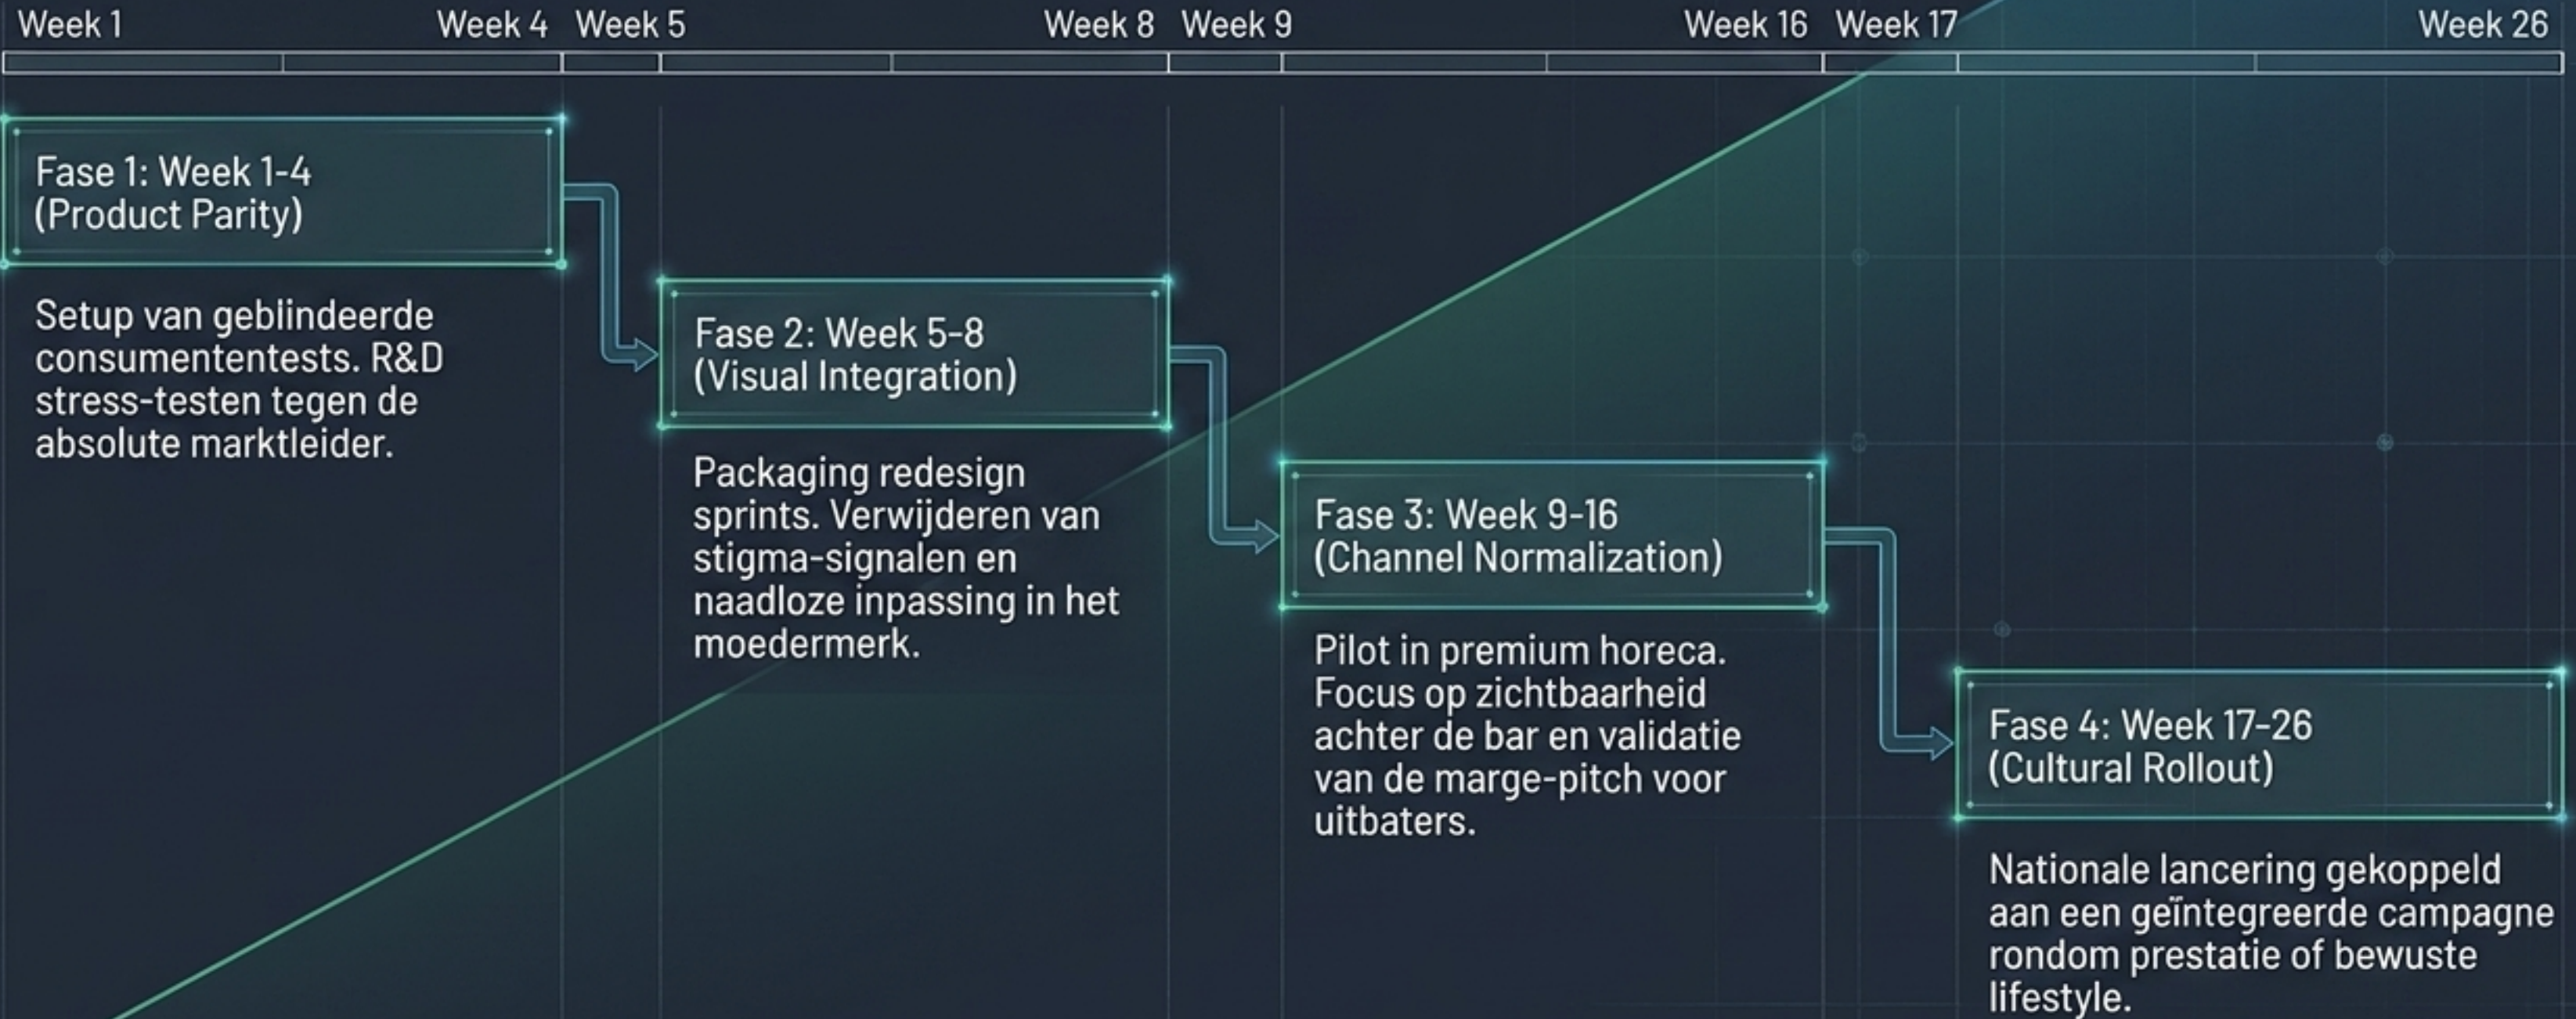 Week 1
Week 4
Week 5
Week 8
Week 9
Week 16
Week 17
Week 26
Fase 1: Week 1-4
(Product Parity)
Setup van geblindeerde
consumententests. R&D
stress-testen tegen de
absolute marktleider.
Fase 2: Week 5-8
(Visual Integration)
Packaging redesign
sprints. Verwijderen van
stigma-signalen en
naadloze inpassing in het
moedermerk.
Fase 3: Week 9-16
(Channel Normalization)
Pilot in premium horeca.
Focus op zichtbaarheid
achter de bar en validatie
van de marge-pitch voor
uitbaters.
Fase 4: Week 17-26
(Cultural Rollout)
Nationale lancering gekoppeld
aan een geïntegreerde campagne
rondom prestatie of bewuste
lifestyle.